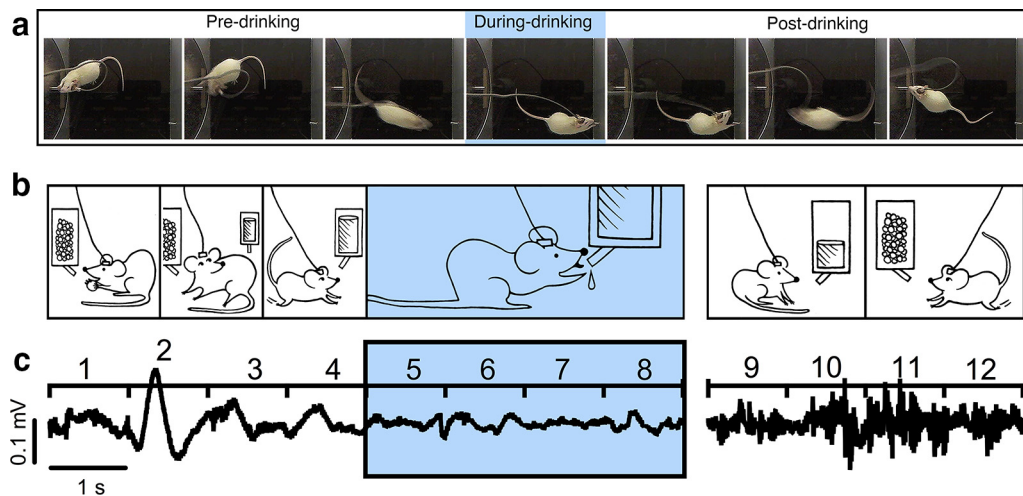 a
Pre-drinking
During-drinking
Post-drinking
b
c
1 2 3 4 5 6 7 8 9 10 11 12
0.1 mV
1 s